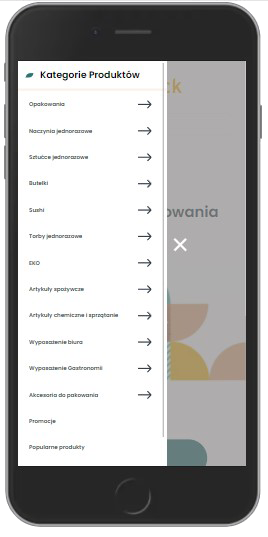 Kategorie Produktów
Opakowania
Naczynia jednorazowe
Sztućce jednorazowe
Butelki
Sushi
Torby jednorazowe
EKO
Artykuły spożywcze
Artykuły chemiczne i sprzątanie
Wyposażenie biura
Wyposażenie Gastronomii
Akcesoria do pakowania
Promocje
Popularne produkty
ck
owania